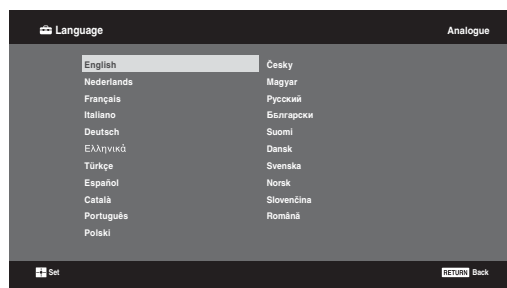 Language
Analogue
English
Nederlands
Français
Italiano
Deutsch
Ελληνικά
Türkçe
Español
Català
Português
Polski
Česky
Magyar
Русский
Български
Suomi
Dansk
Svenska
Norsk
Slovenčina
Română
Set
RETURN Back